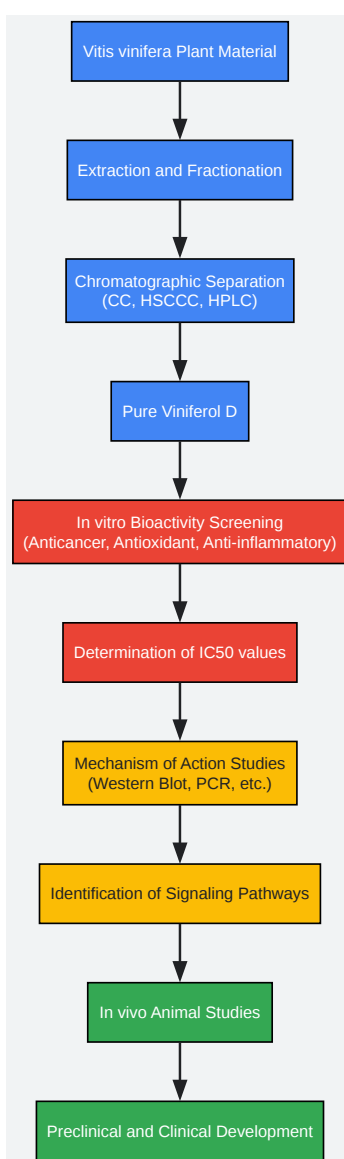 Vitis vinifera Plant Material
Extraction and Fractionation
Chromatographic Separation
(CC, HSCCC, HPLC)
Pure Viniferol D
In vitro Bioactivity Screening
(Anticancer, Antioxidant, Anti-inflammatory)
Determination of IC50 values
Mechanism of Action Studies
(Western Blot, PCR, etc.)
Identification of Signaling Pathways
In vivo Animal Studies
Preclinical and Clinical Development